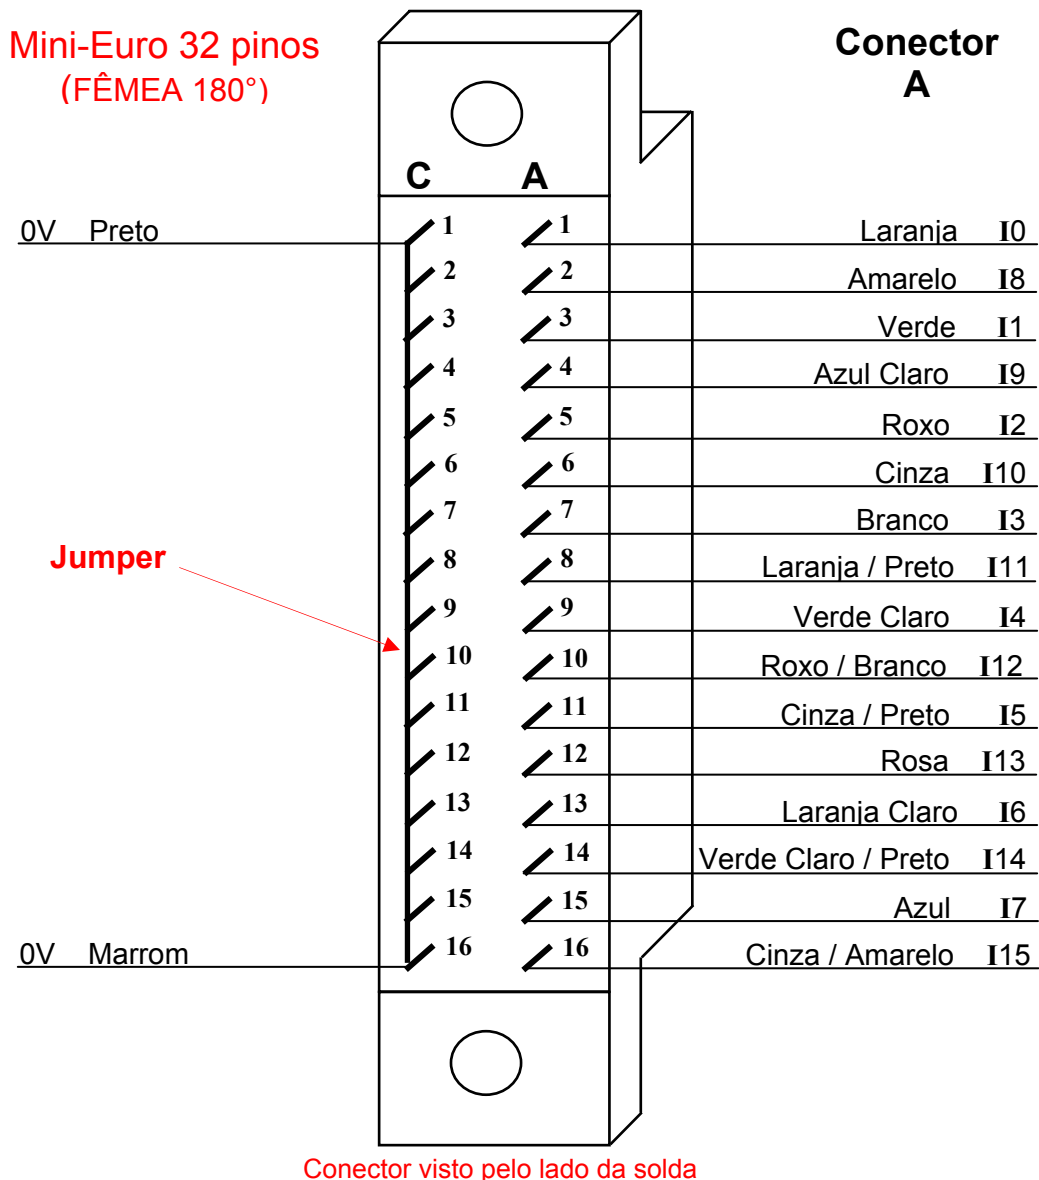 Mini-Euro 32 pinos
(FÊMEA 180°)
Conector
A
C A
0V Preto 1 1 Laranja I0
2 2 Amarelo I8
3 3 Verde I1
4 4 Azul Claro I9
5 5 Roxo I2
6 6 Cinza I10
7 7 Branco I3
Jumper 8 8 Laranja / Preto I11
9 9 Verde Claro I4
10 10 Roxo / Branco I12
11 11 Cinza / Preto I5
12 12 Rosa I13
13 13 Laranja Claro I6
14 14 Verde Claro / Preto I14
15 15 Azul I7
0V Marrom 16 16 Cinza / Amarelo I15
Conector visto pelo lado da solda